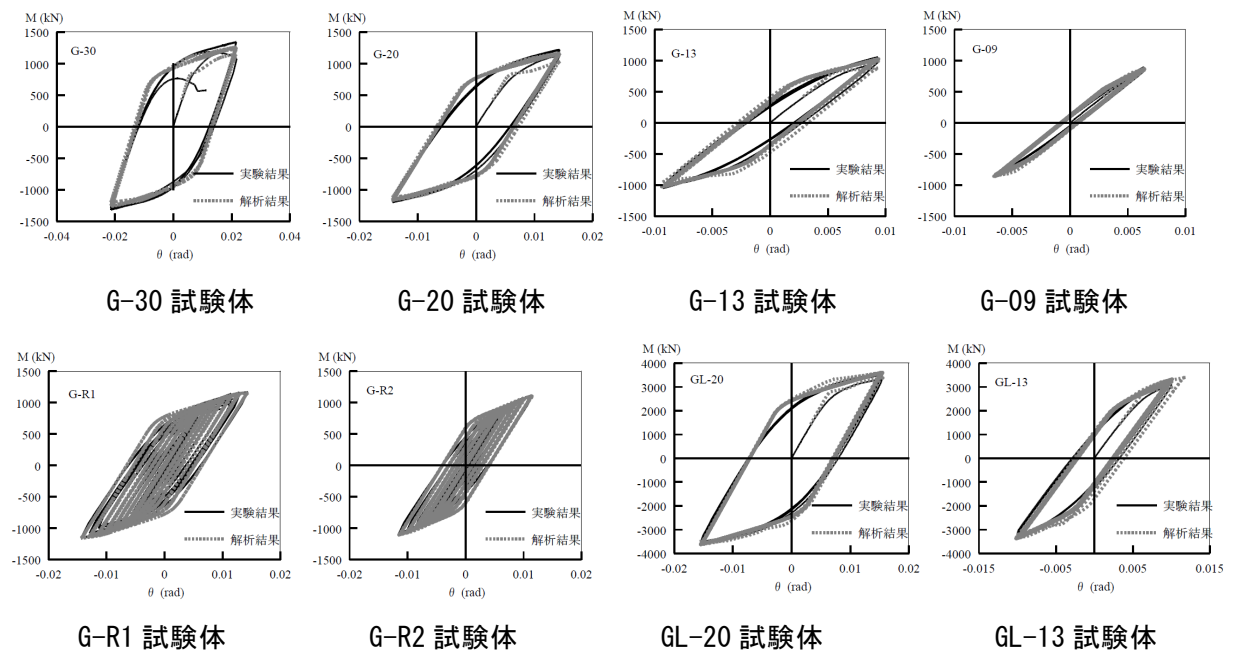 M (kN)
1500
G-30
1000
500
0
-500
実験結果
-1000
解析結果
-1500
-0.04
-0.02
0
0.02
0.04
θ (rad)
G-30 試験体
M (kN)
1500
G-20
1000
500
0
-500
実験結果
-1000
解析結果
-1500
-0.02
-0.01
0
0.01
0.02
θ (rad)
G-20 試験体
M (kN)
1500
G-13
1000
500
0
-500
実験結果
-1000
解析結果
-1500
-0.01
-0.005
0
0.005
0.01
θ (rad)
G-13 試験体
M (kN)
1500
G-09
1000
500
0
-500
実験結果
-1000
解析結果
-1500
-0.01
-0.005
0
0.005
0.01
θ (rad)
G-09 試験体
M (kN)
1500
G-R1
1000
500
0
-500
実験結果
-1000
解析結果
-1500
-0.02
-0.01
0
0.01
0.02
θ (rad)
G-R1 試験体
M (kN)
1500
G-R2
1000
500
0
-500
実験結果
-1000
解析結果
-1500
-0.02
-0.01
0
0.01
0.02
θ (rad)
G-R2 試験体
M (kN)
4000
GL-20
3000
2000
1000
0
-1000
-2000
実験結果
-3000
解析結果
-4000
-0.02
-0.01
0
0.01
0.02
θ (rad)
GL-20 試験体
M (kN)
4000
GL-13
3000
2000
1000
0
-1000
-2000
実験結果
-3000
解析結果
-4000
-0.015
-0.005
0.005
0.015
θ (rad)
GL-13 試験体